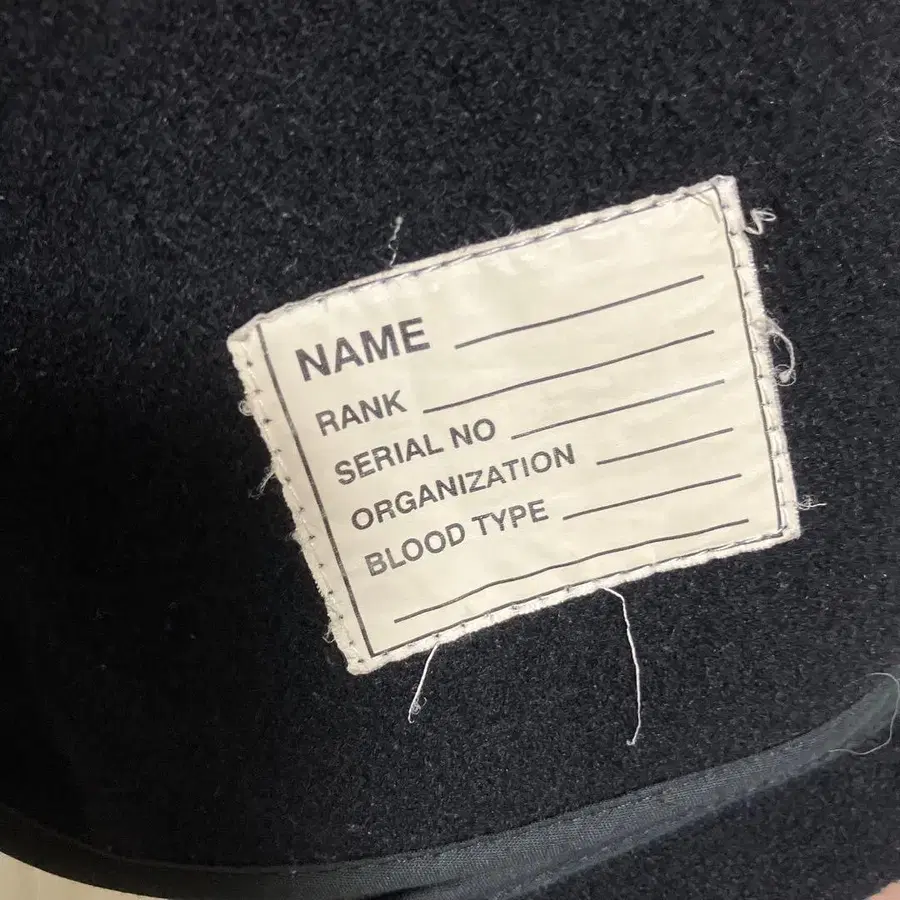 NAME
RANK
SERIAL NO
ORGANIZATION
BLOOD TYPE